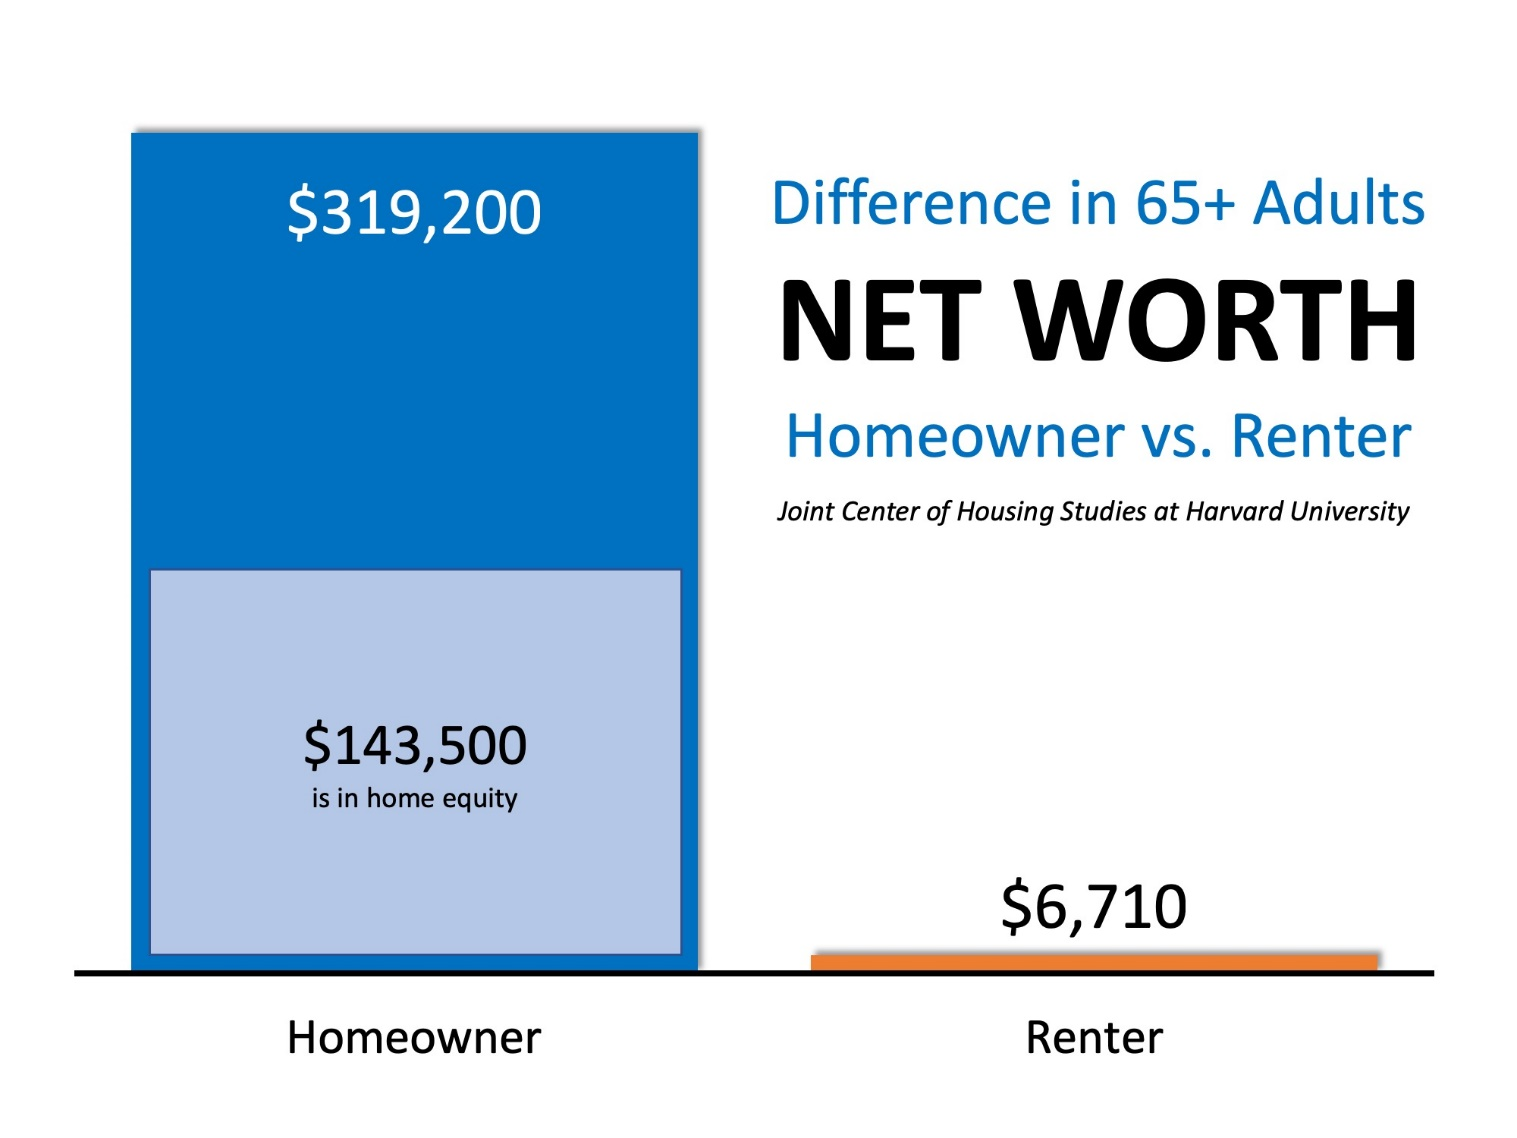 $319,200
Difference in 65+ Adults
NET WORTH
Homeowner vs. Renter
Joint Center of Housing Studies at Harvard University
$143,500
is in home equity
$6,710
Homeowner
Renter